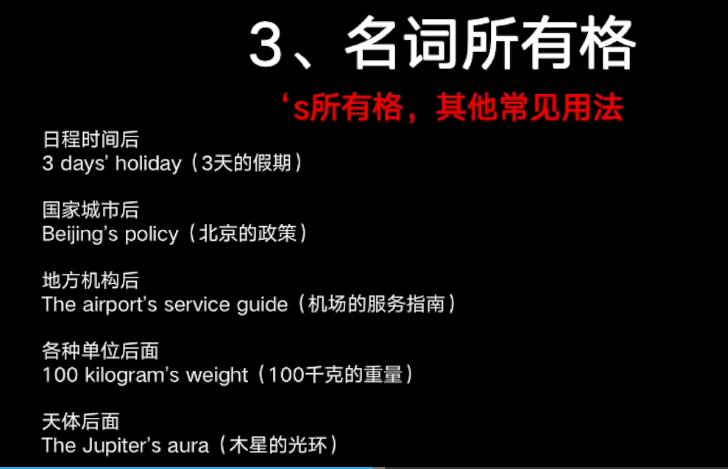 3、名词所有格
‘s所有格，其他常见用法
日程时间后
3 days’ holiday（3天的假期）
国家城市后
Beijing’s policy（北京的政策）
地方机构后
The airport’s service guide（机场的服务指南）
各种单位后面
100 kilogram’s weight（100千克的重量）
天体后面
The Jupiter’s aura（木星的光环）